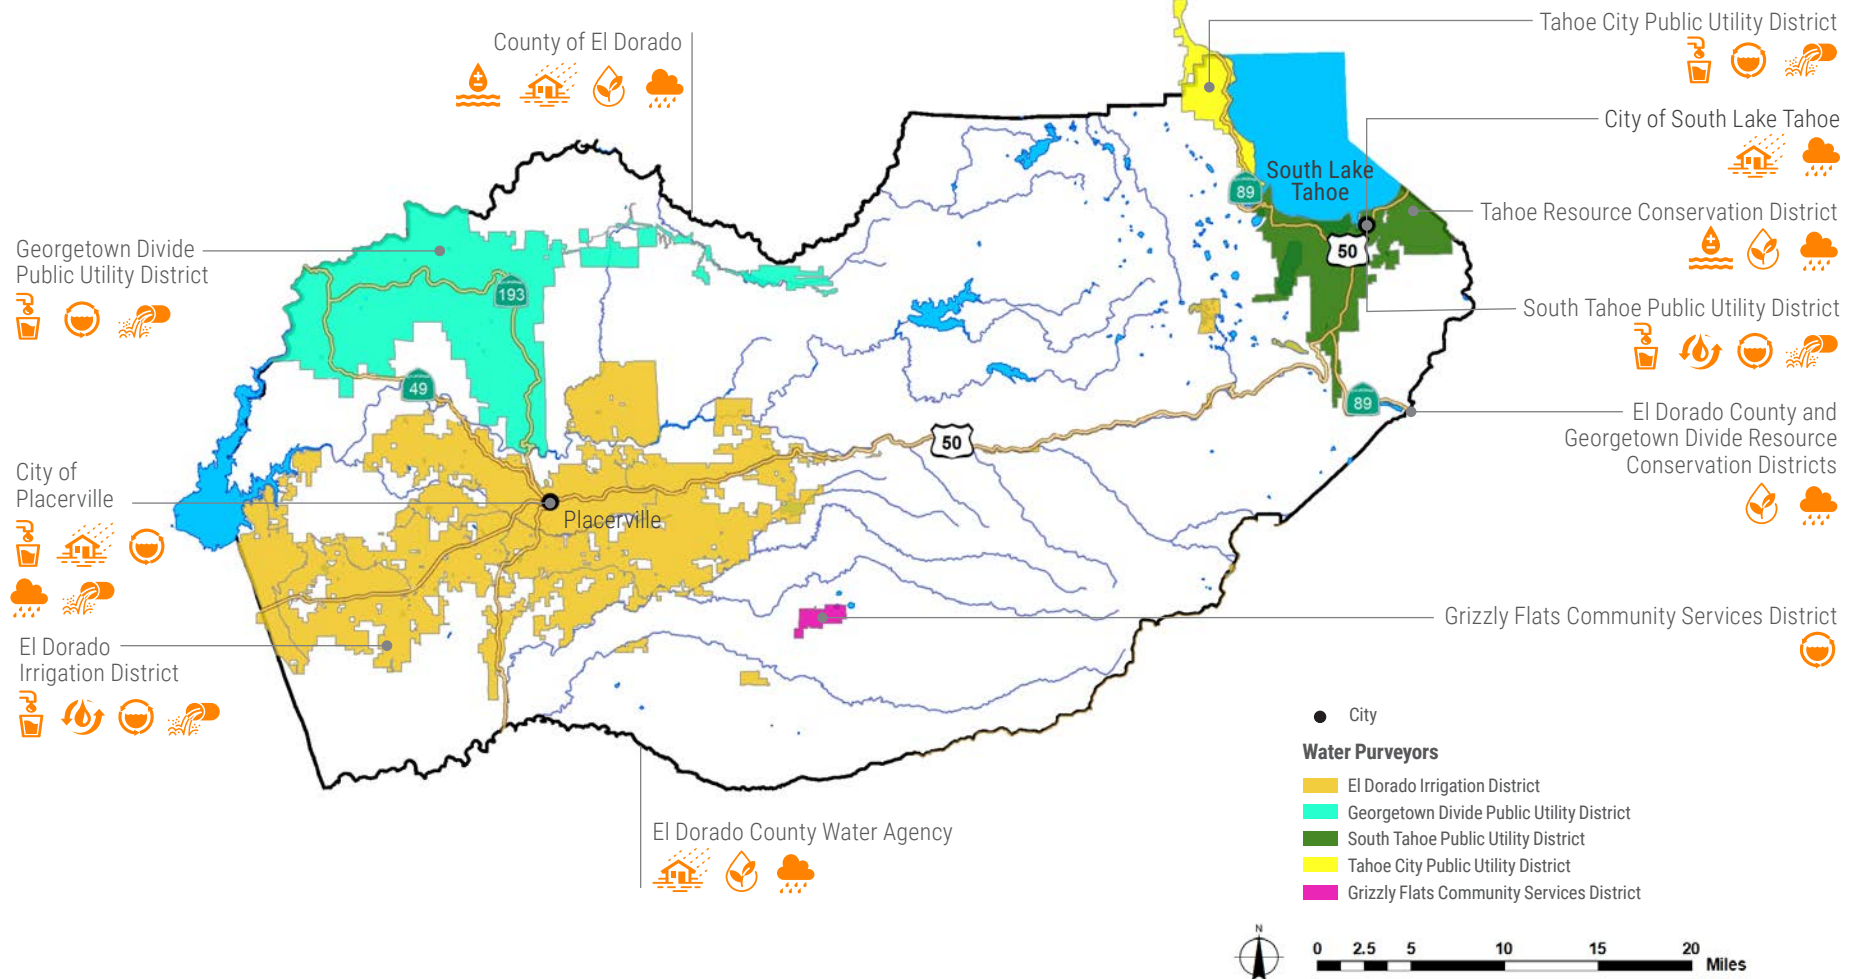 County of El Dorado
Tahoe City Public Utility District
City of South Lake Tahoe
South Lake
Tahoe
89
Tahoe Resource Conservation District
50
Georgetown Divide
Public Utility District
193
South Tahoe Public Utility District
49
89
El Dorado County and
Georgetown Divide Resource
Conservation Districts
50
City of
Placerville
Placerville
Grizzly Flats Community Services District
El Dorado
Irrigation District
El Dorado County Water Agency
City
Water Purveyors
El Dorado Irrigation District
Georgetown Divide Public Utility District
South Tahoe Public Utility District
Tahoe City Public Utility District
Grizzly Flats Community Services District
N
0 2.5 5 10 15 20
Miles